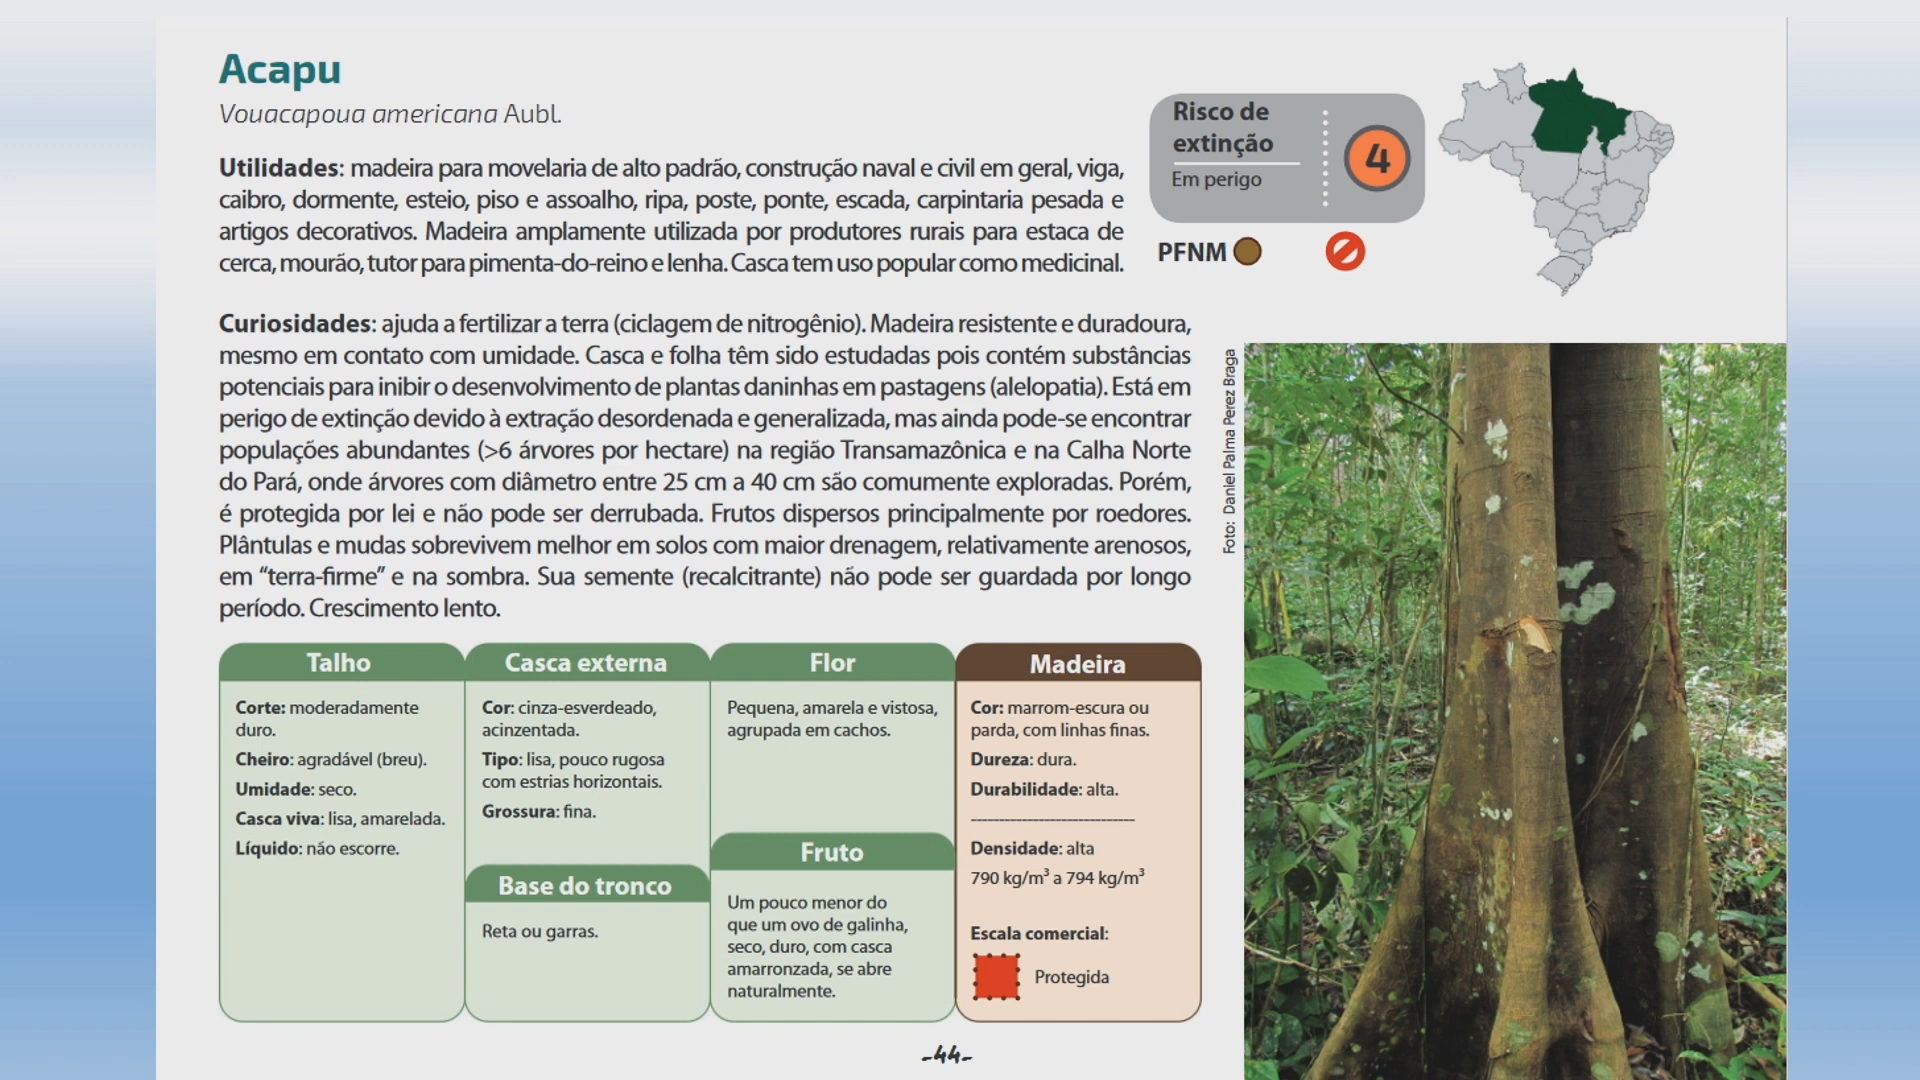 Acapu
Vouacapoua americana Aubl.
Utilidades: madeira para movelaria de alto padrão, construção naval e civil em geral, viga,
caibro, dormente, esteio, piso e assoalho, ripa, poste, ponte, escada, carpintaria pesada e
artigos decorativos. Madeira amplamente utilizada por produtores rurais para estaca de
cerca, mourão, tutor para pimenta-do-reino e lenha. Casca tem uso popular como medicinal.
Risco de
extinção
Em perigo
4
PFNM
Curiosidades: ajuda a fertilizar a terra (ciclagem de nitrogênio). Madeira resistente e duradoura,
mesmo em contato com umidade. Casca e folha têm sido estudadas pois contém substâncias
potenciais para inibir o desenvolvimento de plantas daninhas em pastagens (alelopatia). Está em
perigo de extinção devido à extração desordenada e generalizada, mas ainda pode-se encontrar
populações abundantes (>6 árvores por hectare) na região Transamazônica e na Calha Norte
do Pará, onde árvores com diâmetro entre 25 cm a 40 cm são comumente exploradas. Porém,
é protegida por lei e não pode ser derrubada. Frutos dispersos principalmente por roedores.
Plântulas e mudas sobrevivem melhor em solos com maior drenagem, relativamente arenosos,
em “terra-firme” e na sombra. Sua semente (recalcitrante) não pode ser guardada por longo
período. Crescimento lento.
Foto: Daniel Palma Perez Braga
Talho
Corte: moderadamente
duro.
Cheiro: agradável (breu).
Umidade: seco.
Casca viva: lisa, amarelada.
Líquido: não escorre.
Casca externa
Cor: cinza-esverdeado,
acinzentada.
Tipo: lisa, pouco rugosa
com estrias horizontais.
Grossura: fina.
Base do tronco
Reta ou garras.
Flor
Pequena, amarela e vistosa,
agrupada em cachos.
Fruto
Um pouco menor do
que um ovo de galinha,
seco, duro, com casca
amarronzada, se abre
naturalmente.
Madeira
Cor: marrom-escura ou
parda, com linhas finas.
Dureza: dura.
Durabilidade: alta.
----------------------------
Densidade: alta
790 kg/m³ a 794 kg/m³
Escala comercial:
Protegida
-44-